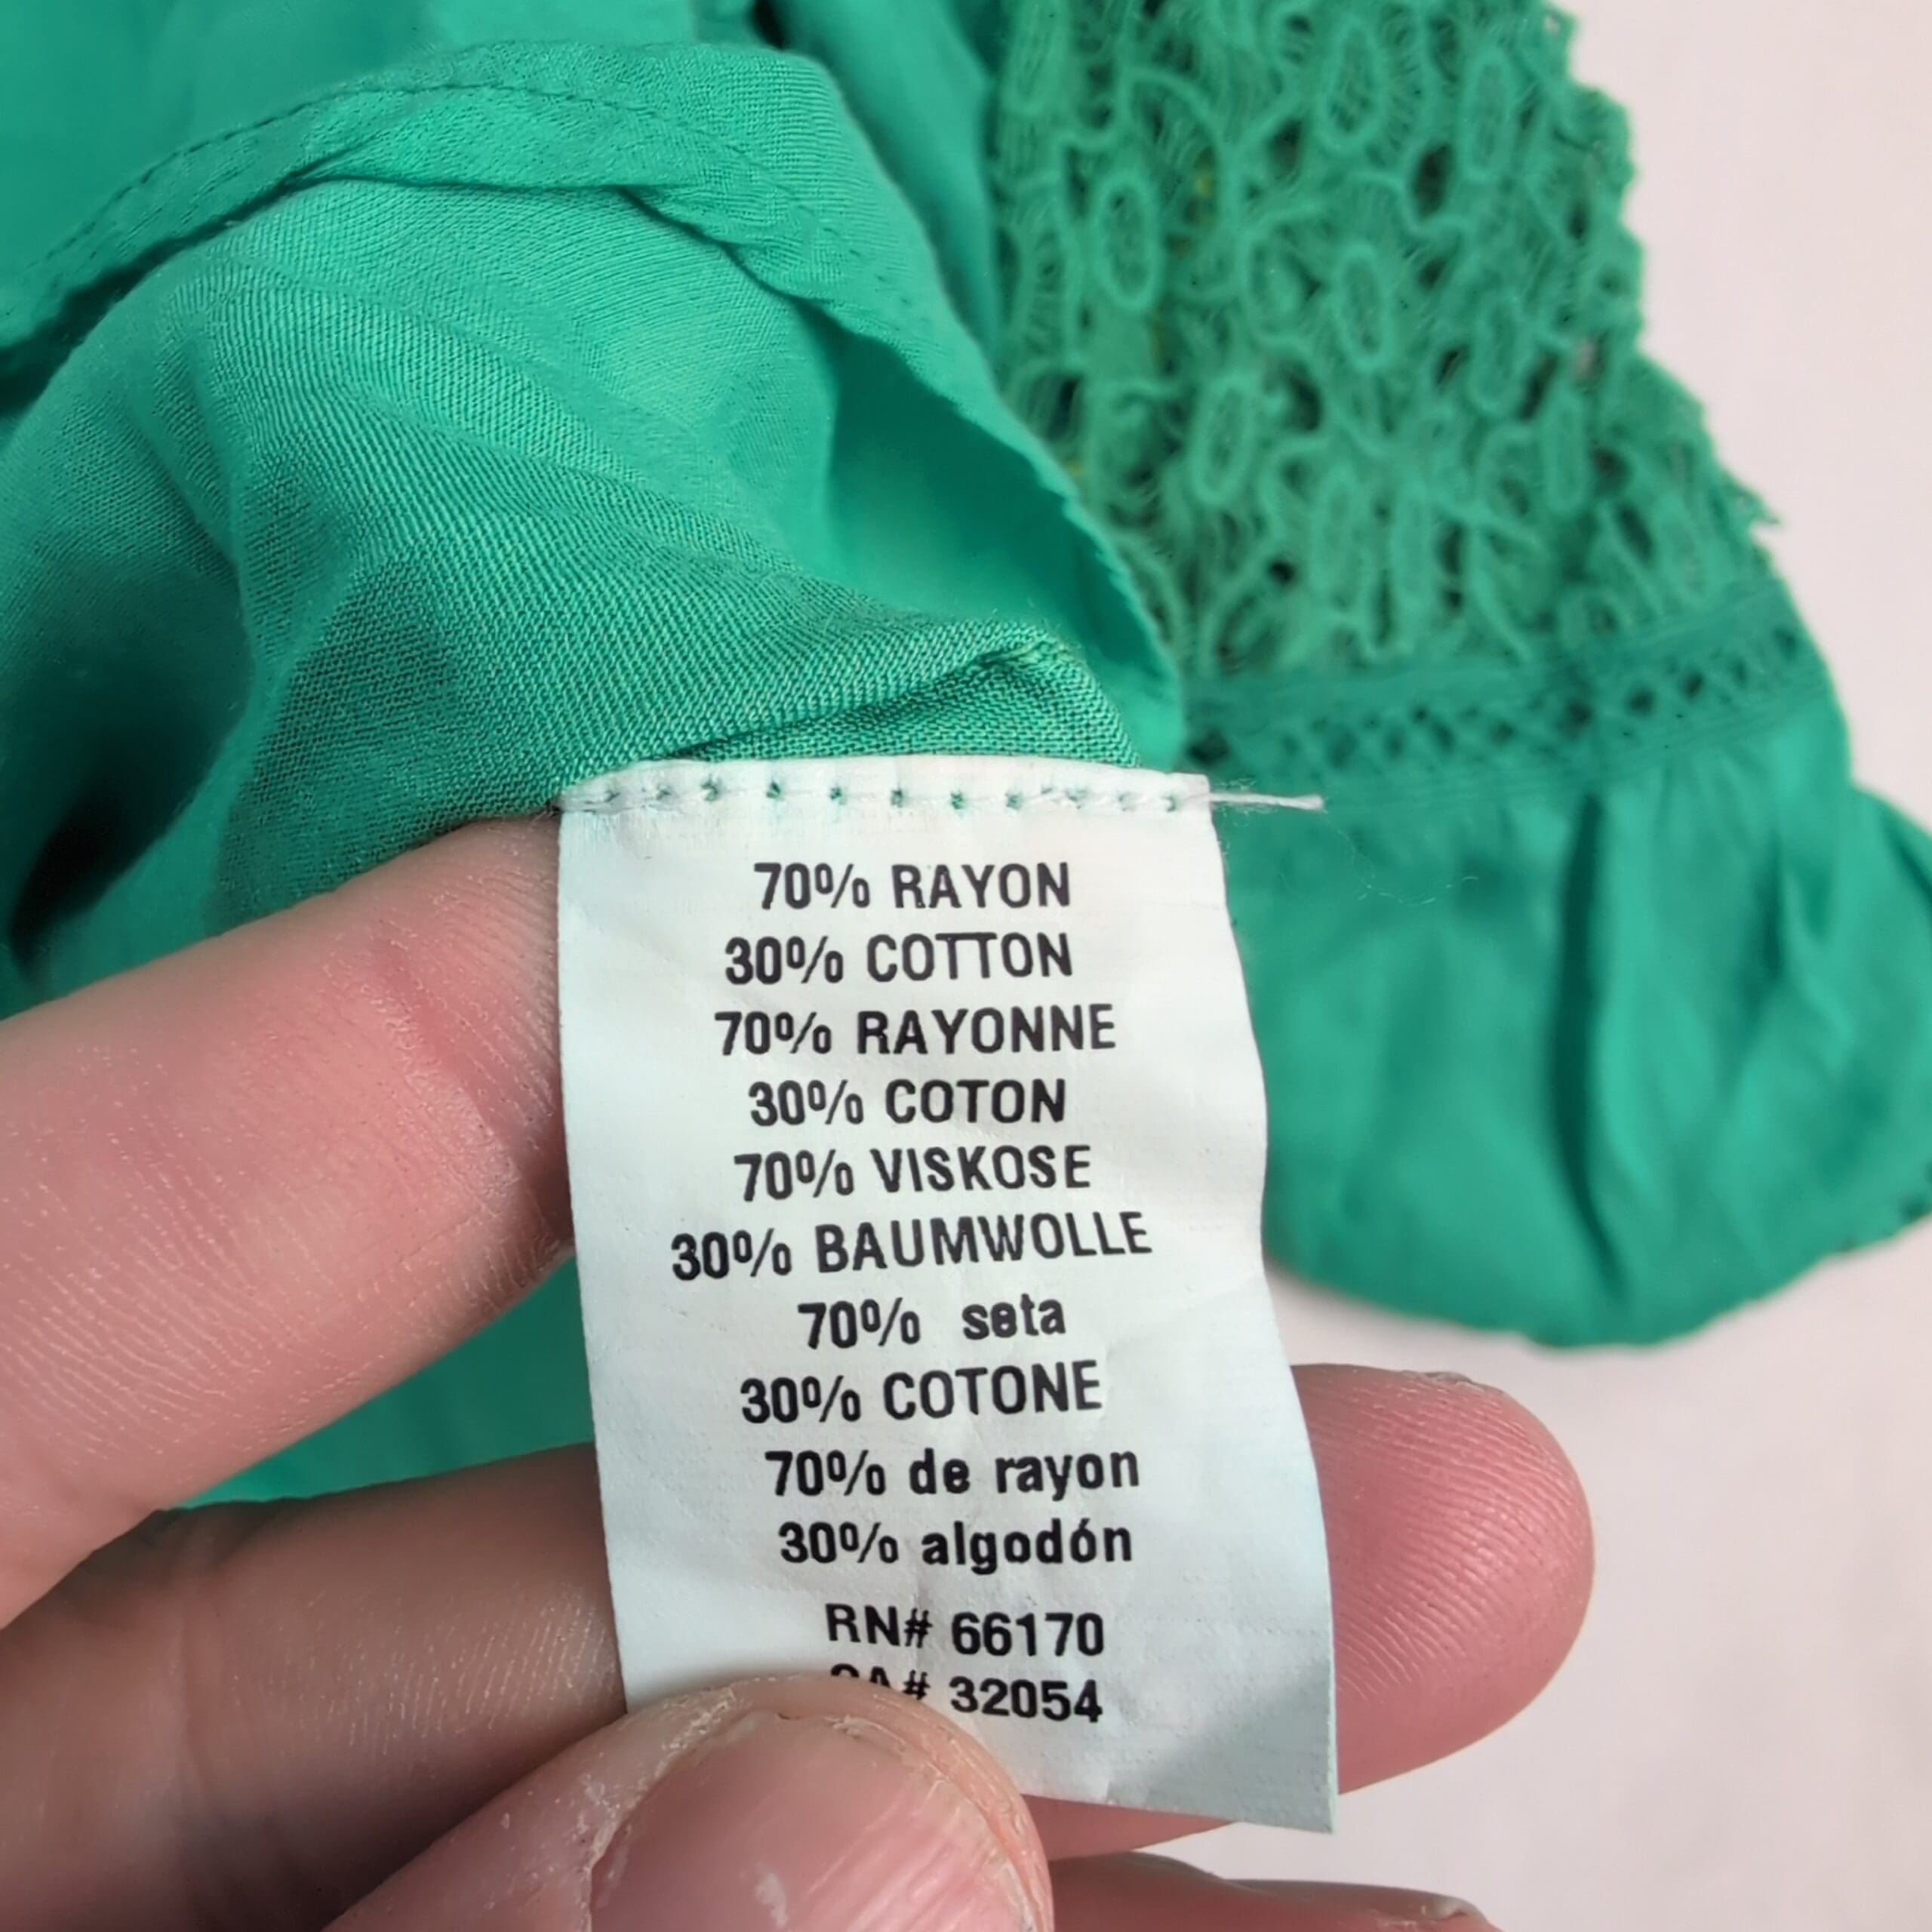 70% RAYON
30% COTTON
70% RAYONNE
30% COTON
70% VISKOSE
30% BAUMWOLLE
70% seta
30% COTONE
70% de rayon
30% algodón
RN# 66170
# 32054